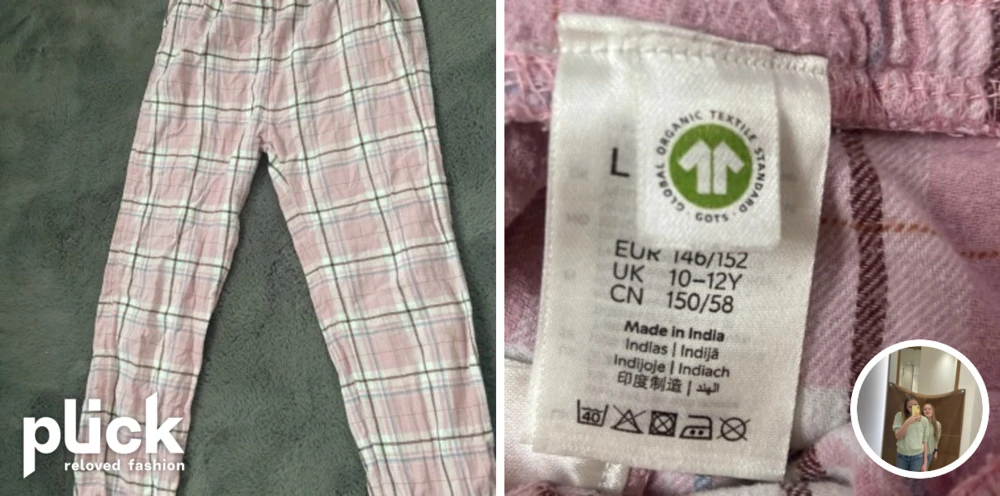 plick
reloved fashion
L
GLOBAL ORGANIC TEXTILE STANDARD
· GOTS ·
EUR 146/152
UK 10–12Y
CN 150/58
Made in India
Indias | Indijā
Indijoje | Indiach
印度制造 | الهند
40